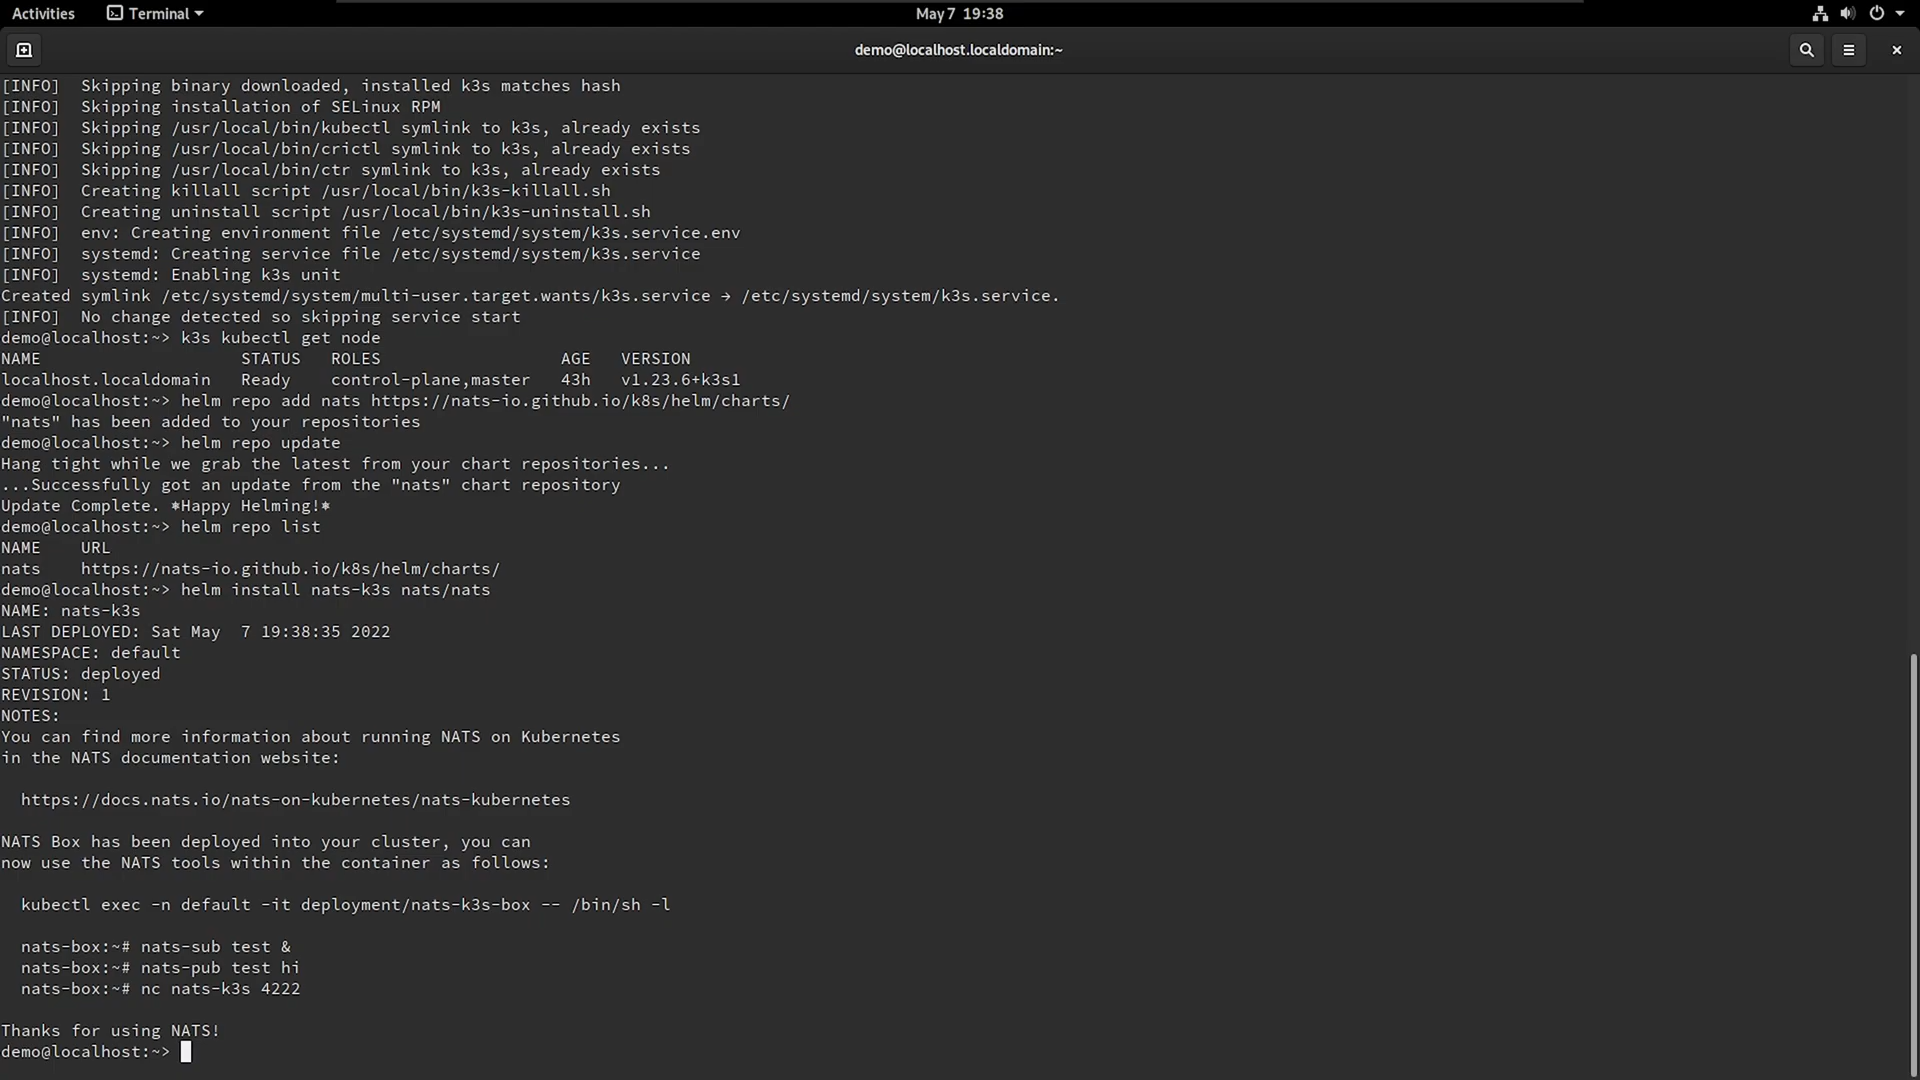 Activities
Terminal
May 7 19:38
demo@localhost.localdomain:~
[INFO]  Skipping binary downloaded, installed k3s matches hash
[INFO]  Skipping installation of SELinux RPM
[INFO]  Skipping /usr/local/bin/kubectl symlink to k3s, already exists
[INFO]  Skipping /usr/local/bin/crictl symlink to k3s, already exists
[INFO]  Skipping /usr/local/bin/ctr symlink to k3s, already exists
[INFO]  Creating killall script /usr/local/bin/k3s-killall.sh
[INFO]  Creating uninstall script /usr/local/bin/k3s-uninstall.sh
[INFO]  env: Creating environment file /etc/systemd/system/k3s.service.env
[INFO]  systemd: Creating service file /etc/systemd/system/k3s.service
[INFO]  systemd: Enabling k3s unit
Created symlink /etc/systemd/system/multi-user.target.wants/k3s.service → /etc/systemd/system/k3s.service.
[INFO]  No change detected so skipping service start
demo@localhost:~> k3s kubectl get node
NAME                    STATUS   ROLES                  AGE   VERSION
localhost.localdomain   Ready    control-plane,master   43h   v1.23.6+k3s1
demo@localhost:~> helm repo add nats https://nats-io.github.io/k8s/helm/charts/
"nats" has been added to your repositories
demo@localhost:~> helm repo update
Hang tight while we grab the latest from your chart repositories...
...Successfully got an update from the "nats" chart repository
Update Complete. *Happy Helming!*
demo@localhost:~> helm repo list
NAME    URL
nats    https://nats-io.github.io/k8s/helm/charts/
demo@localhost:~> helm install nats-k3s nats/nats
NAME: nats-k3s
LAST DEPLOYED: Sat May  7 19:38:35 2022
NAMESPACE: default
STATUS: deployed
REVISION: 1
NOTES:
You can find more information about running NATS on Kubernetes
in the NATS documentation website:
https://docs.nats.io/nats-on-kubernetes/nats-kubernetes
NATS Box has been deployed into your cluster, you can
now use the NATS tools within the container as follows:
kubectl exec -n default -it deployment/nats-k3s-box -- /bin/sh -l
nats-box:~# nats-sub test &
nats-box:~# nats-pub test hi
nats-box:~# nc nats-k3s 4222
Thanks for using NATS!
demo@localhost:~>